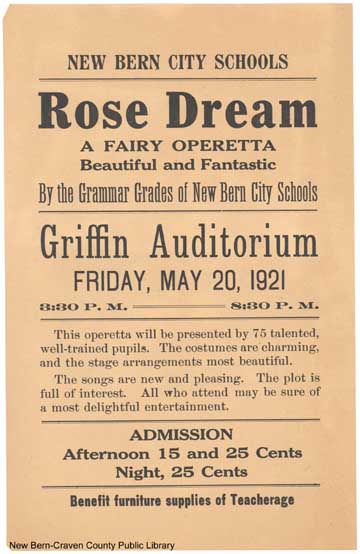 NEW BERN CITY SCHOOLS
Rose Dream
A FAIRY OPERETTA
Beautiful and Fantastic
By the Grammar Grades of New Bern City Schools
Griffin Auditorium
FRIDAY, MAY 20, 1921
3:30 P. M. 8:30 P. M.
This operetta will be presented by 75 talented,
well-trained pupils. The costumes are charming,
and the stage arrangements most beautiful.
The songs are new and pleasing. The plot is
full of interest. All who attend may be sure of
a most delightful entertainment.
ADMISSION
Afternoon 15 and 25 Cents
Night, 25 Cents
Benefit furniture supplies of Teacherage
New Bern-Craven County Public Library